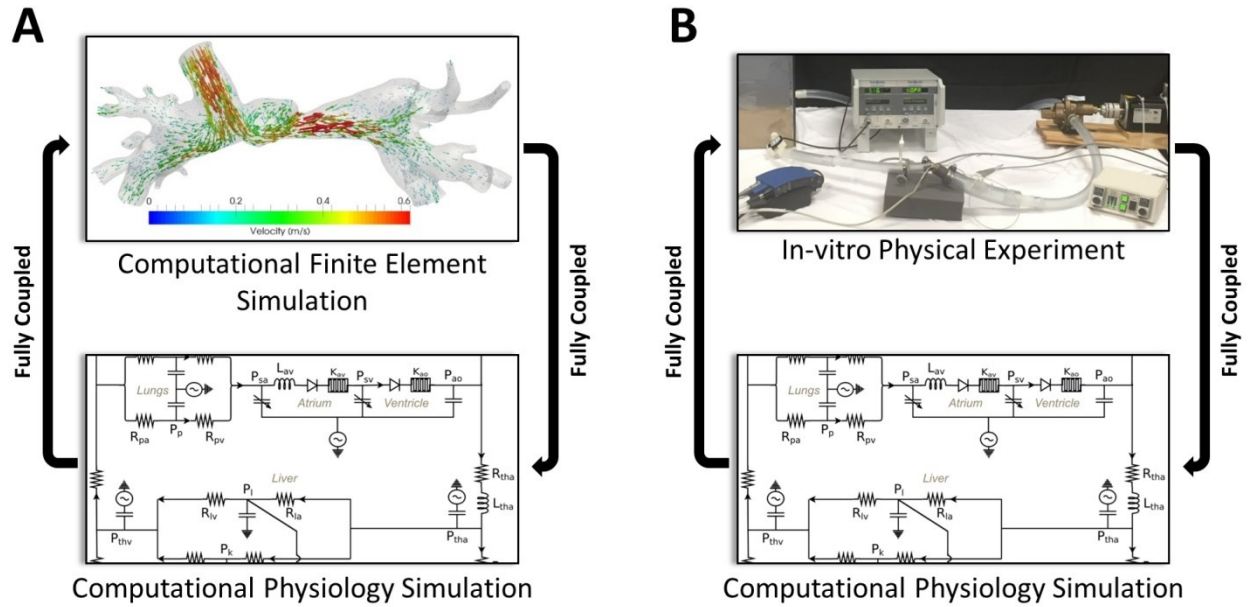 A
0
0.2
0.4
0.6
Velocity (m/s)
Computational Finite Element
Simulation
Fully Coupled
Fully Coupled
Lungs
Rpa
Pp
Rpv
Psa
Lav
Kav
Psv
Kao
Pao
Atrium
Ventricle
Rtha
Ltha
Liver
Pl
Rlv
Rla
Pthv
Ptha
Pk
Computational Physiology Simulation
B
In-vitro Physical Experiment
Fully Coupled
Fully Coupled
Lungs
Rpa
Pp
Rpv
Psa
Lav
Kav
Psv
Kao
Pao
Atrium
Ventricle
Rtha
Ltha
Liver
Pl
Rlv
Rla
Pthv
Ptha
Pk
Computational Physiology Simulation